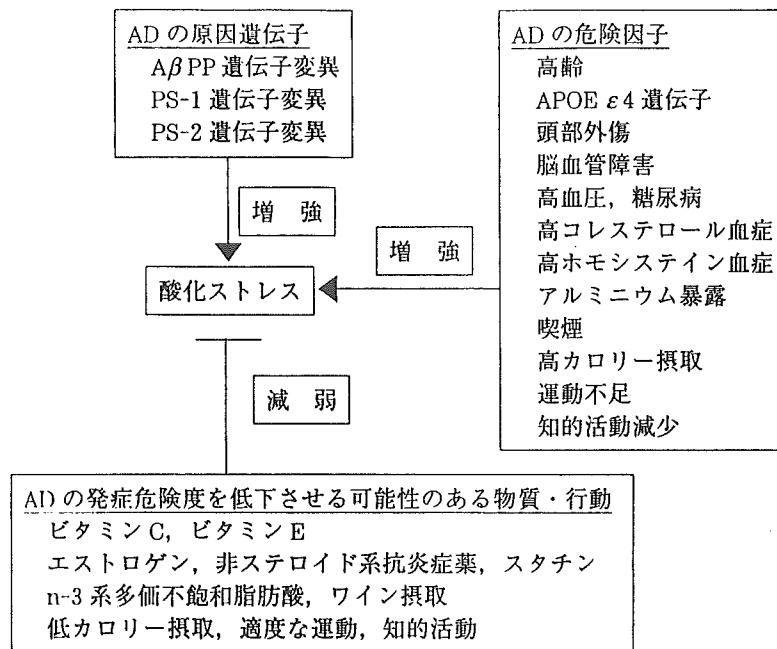 ADの原因遺伝子
AβPP遺伝子変異
PS-1遺伝子変異
PS-2遺伝子変異
増 強
酸化ストレス
増 強
減 弱
ADの危険因子
高齢
APOE ε4遺伝子
頭部外傷
脳血管障害
高血圧，糖尿病
高コレステロール血症
高ホモシステイン血症
アルミニウム暴露
喫煙
高カロリー摂取
運動不足
知的活動減少
ADの発症危険度を低下させる可能性のある物質・行動
ビタミンC，ビタミンE
エストロゲン，非ステロイド系抗炎症薬，スタチン
n-3系多価不飽和脂肪酸，ワイン摂取
低カロリー摂取，適度な運動，知的活動